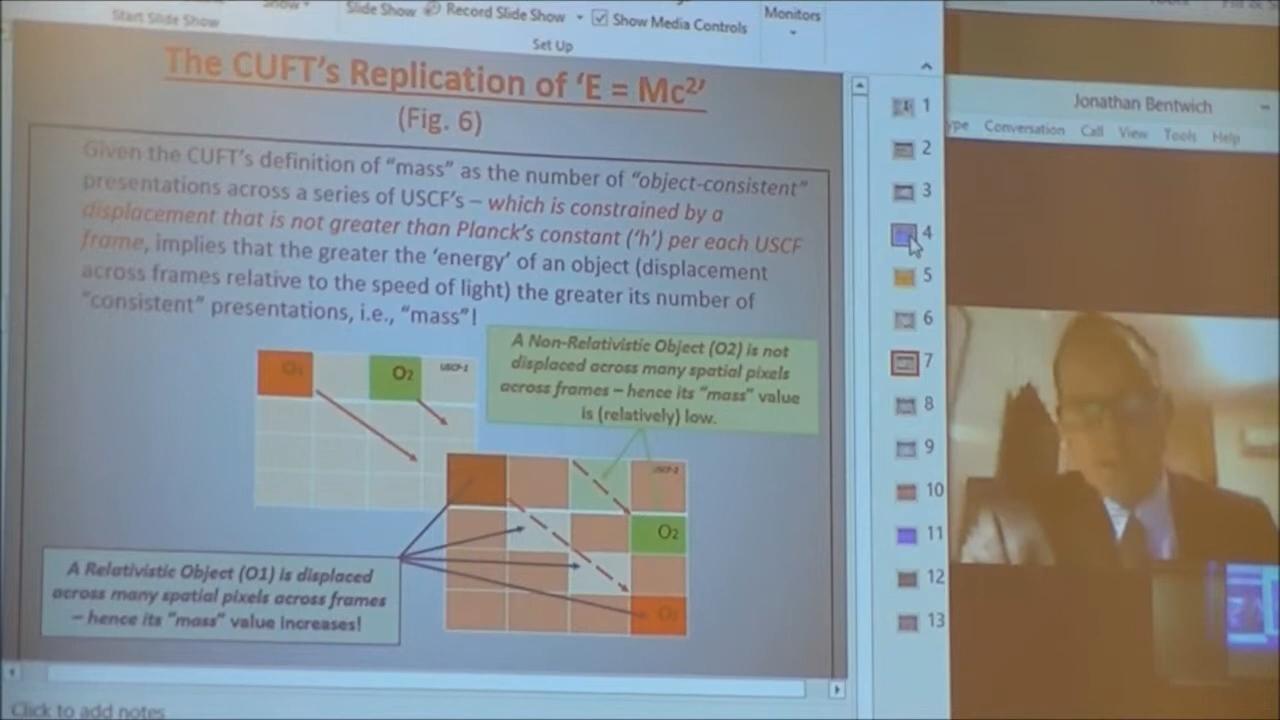 Start Slide Show
Slide Show
Record Slide Show
Show Media Controls
Monitors
Set Up
The CUFT's Replication of 'E = Mc²'
(Fig. 6)
Given the CUFT's definition of "mass" as the number of "object-consistent"
presentations across a series of USCF's – which is constrained by a
displacement that is not greater than Planck's constant ('h') per each USCF
frame, implies that the greater the 'energy' of an object (displacement
across frames relative to the speed of light) the greater its number of
"consistent" presentations, i.e., "mass"!
A Non-Relativistic Object (O2) is not
displaced across many spatial pixels
across frames – hence its "mass" value
is (relatively) low.
O1
O2
USCF-1
USCF-2
O2
O1
A Relativistic Object (O1) is displaced
across many spatial pixels across frames
– hence its "mass" value increases!
Click to add notes
1
2
3
4
5
6
7
8
9
10
11
12
13
Jonathan Bentwich
Conversation Call View Tools Help